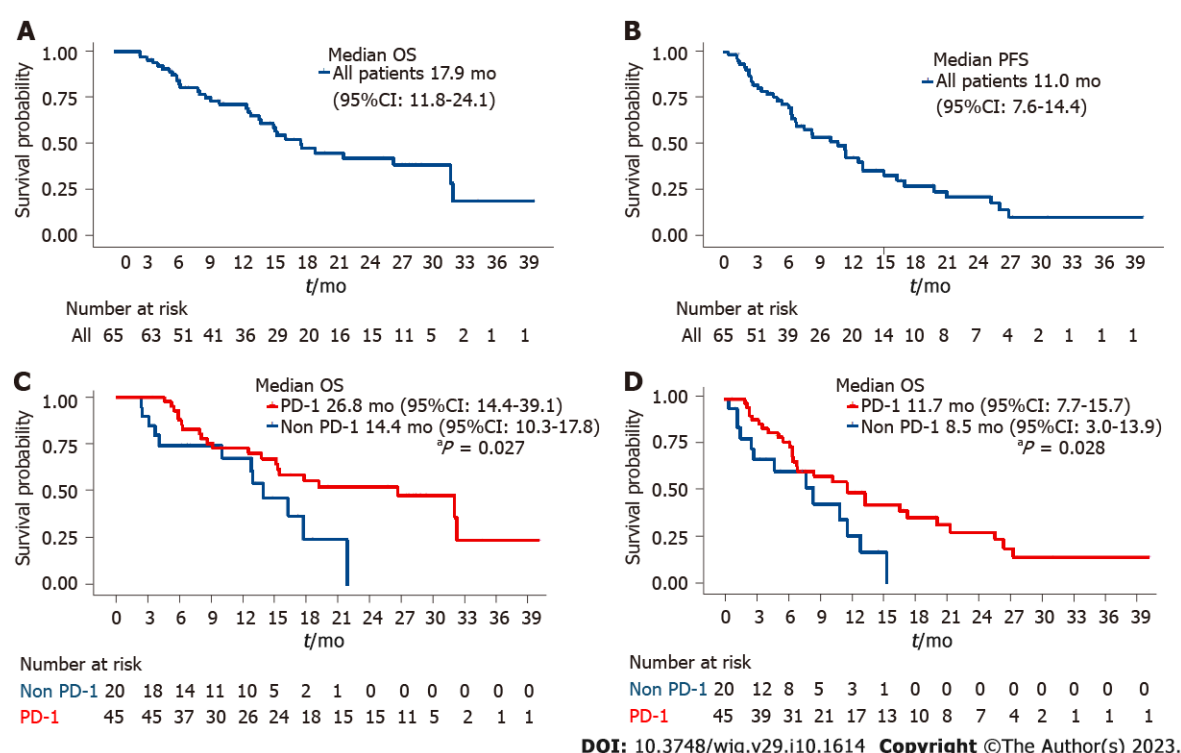 A
Survival probability
1.00
0.75
0.50
0.25
0.00
Median OS
All patients 17.9 mo
(95%CI: 11.8-24.1)
0 3 6 9 12 15 18 21 24 27 30 33 36 39
t/mo
Number at risk
All 65 63 51 41 36 29 20 16 15 11 5 2 1 1
B
Survival probability
1.00
0.75
0.50
0.25
0.00
Median PFS
All patients 11.0 mo
(95%CI: 7.6-14.4)
0 3 6 9 12 15 18 21 24 27 30 33 36 39
t/mo
Number at risk
All 65 51 39 26 20 14 10 8 7 4 2 1 1 1
C
Survival probability
1.00
0.75
0.50
0.25
0.00
Median OS
PD-1 26.8 mo (95%CI: 14.4-39.1)
Non PD-1 14.4 mo (95%CI: 10.3-17.8)
aP = 0.027
0 3 6 9 12 15 18 21 24 27 30 33 36 39
t/mo
Number at risk
Non PD-1 20 18 14 11 10 5 2 1 0 0 0 0 0 0
PD-1 45 45 37 30 26 24 18 15 15 11 5 2 1 1
D
Survival probability
1.00
0.75
0.50
0.25
0.00
Median OS
PD-1 11.7 mo (95%CI: 7.7-15.7)
Non PD-1 8.5 mo (95%CI: 3.0-13.9)
aP = 0.028
0 3 6 9 12 15 18 21 24 27 30 33 36 39
t/mo
Number at risk
Non PD-1 20 12 8 5 3 1 0 0 0 0 0 0 0 0
PD-1 45 39 31 21 17 13 10 8 7 4 2 1 1 1
DOI: 10.3748/wjg.v29.i10.1614 Copyright ©The Author(s) 2023.